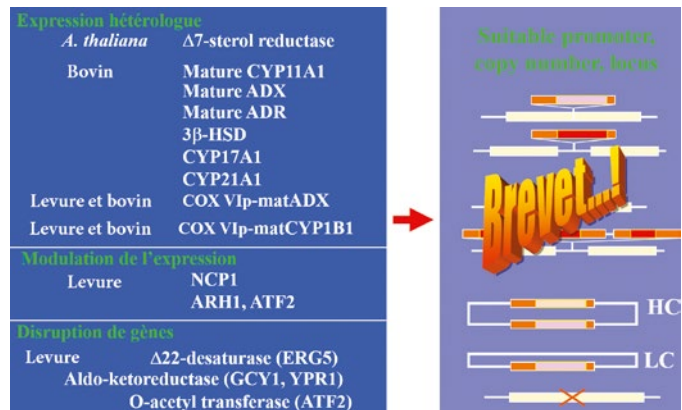 Expression hétérologue
A. thaliana Δ7-sterol reductase
Bovin Mature CYP11A1
Mature ADX
Mature ADR
3β-HSD
CYP17A1
CYP21A1
Levure et bovin COX VIp-matADX
Levure et bovin COX VIp-matCYP1B1
Modulation de l'expression
Levure NCP1
ARH1, ATF2
Disruption de gènes
Levure Δ22-desaturase (ERG5)
Aldo-ketoreductase (GCY1, YPR1)
O-acetyl transferase (ATF2)
Suitable promoter,
copy number, locus
Brevet...!
HC
LC